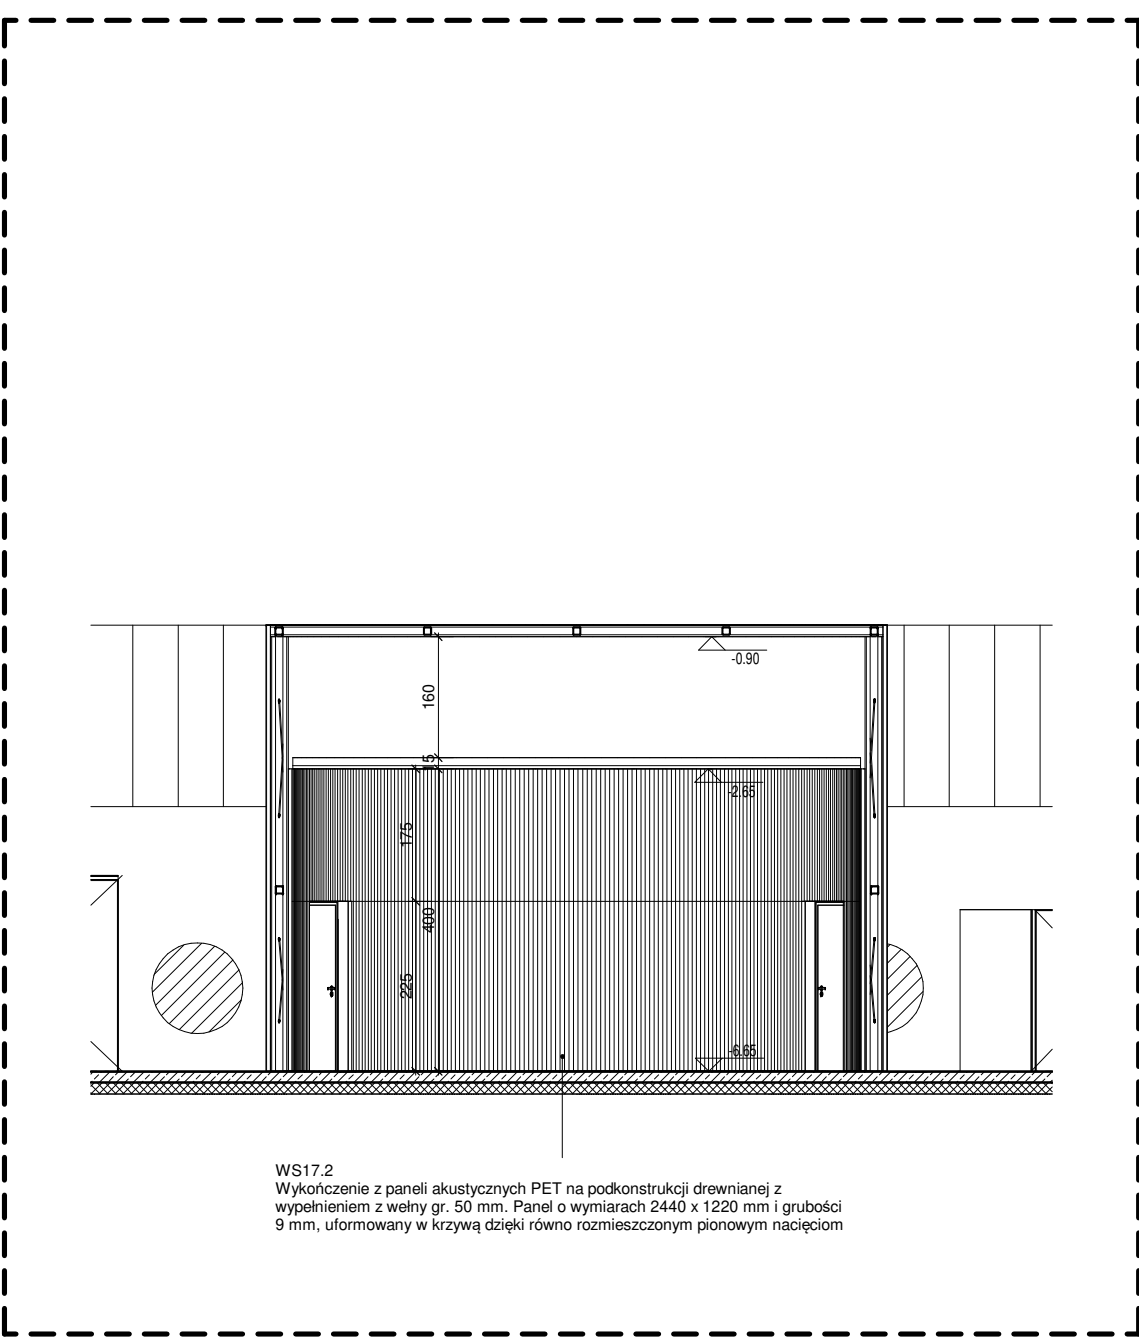 -0.90
160
15
-2.65
175
400
225
-6.65
WS17.2
Wykończenie z paneli akustycznych PET na podkonstrukcji drewnianej z
wypełnieniem z wełny gr. 50 mm. Panel o wymiarach 2440 x 1220 mm i grubości
9 mm, uformowany w krzywą dzięki równo rozmieszczonym pionowym nacięciom